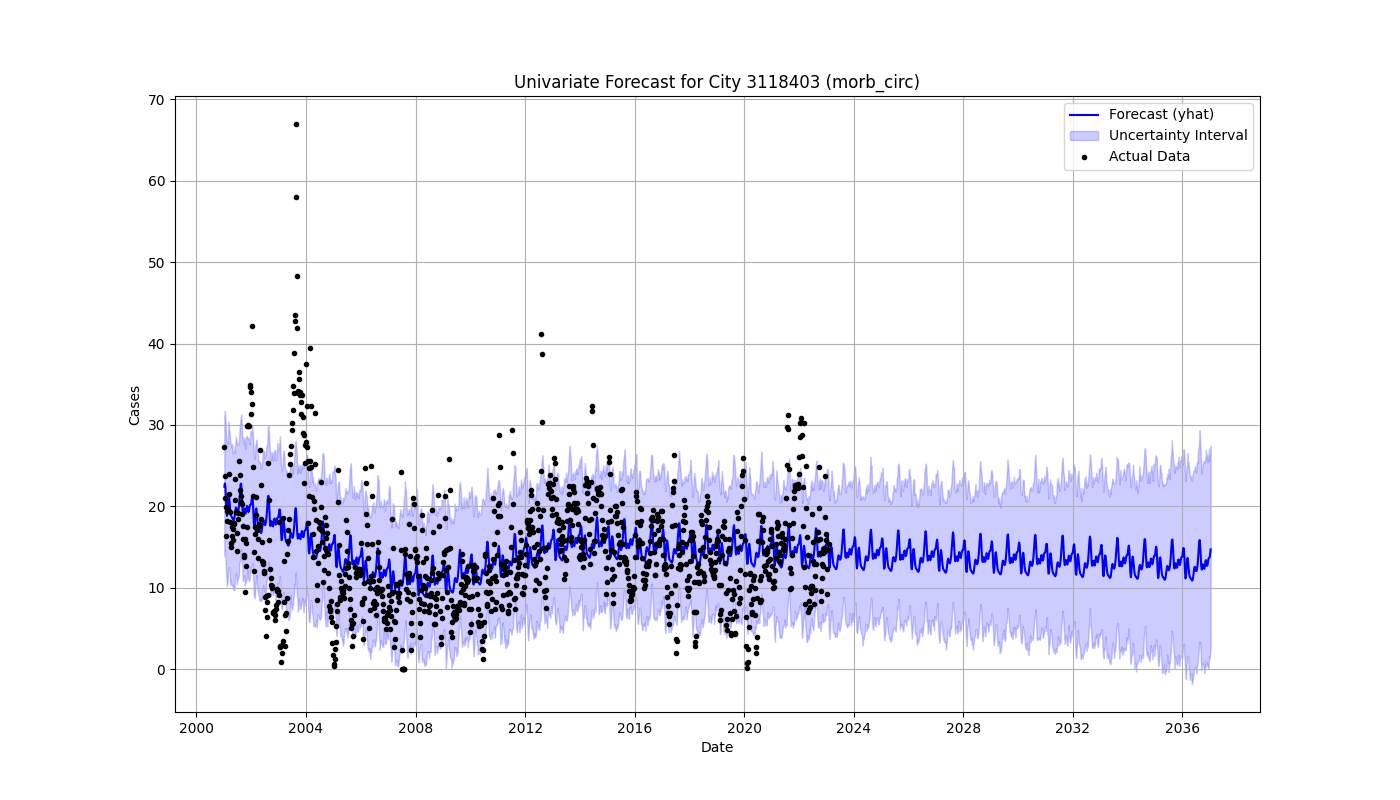 Univariate Forecast for City 3118403 (morb_circ)
Forecast (yhat)
Uncertainty Interval
Actual Data
Cases
70
60
50
40
30
20
10
0
2000 2004 2008 2012 2016 2020 2024 2028 2032 2036
Date